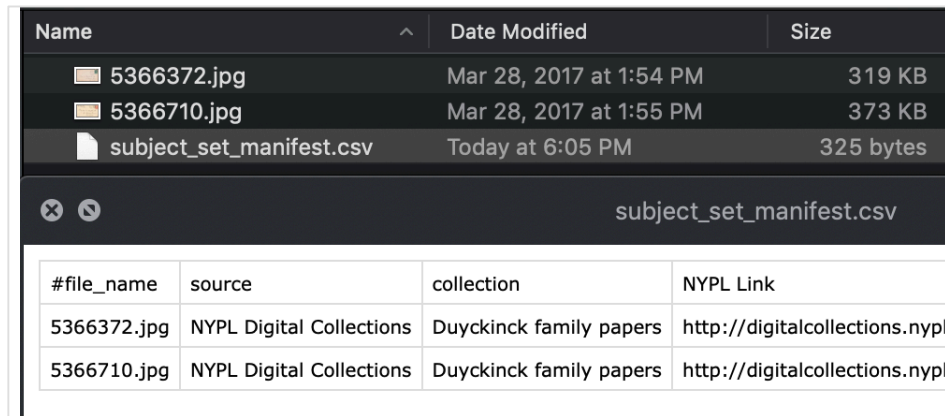 Name Date Modified Size
5366372.jpg Mar 28, 2017 at 1:54 PM 319 KB
5366710.jpg Mar 28, 2017 at 1:55 PM 373 KB
subject_set_manifest.csv Today at 6:05 PM 325 bytes
subject_set_manifest.csv
#file_name source collection NYPL Link
5366372.jpg NYPL Digital Collections Duyckinck family papers http://digitalcollections.nypl
5366710.jpg NYPL Digital Collections Duyckinck family papers http://digitalcollections.nypl